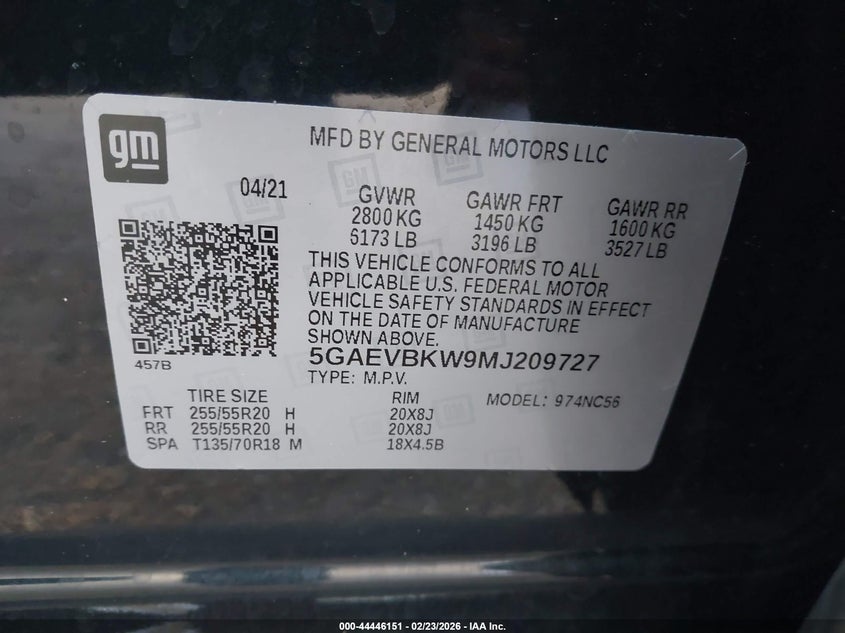 gm
MFD BY GENERAL MOTORS LLC
04/21
GVWR GAWR FRT GAWR RR
2800 KG 1450 KG 1600 KG
5173 LB 3196 LB 3527 LB
THIS VEHICLE CONFORMS TO ALL
APPLICABLE U.S. FEDERAL MOTOR
VEHICLE SAFETY STANDARDS IN EFFECT
ON THE DATE OF MANUFACTURE
SHOWN ABOVE.
457B
5GAEVBKW9MJ209727
TYPE: M.P.V.
TIRE SIZE RIM MODEL: 974NC56
FRT 255/55R20 H 20X8J
RR 255/55R20 H 20X8J
SPA T135/70R18 M 18X4.5B
000-44446151 | 02/23/2026 - IAA Inc.